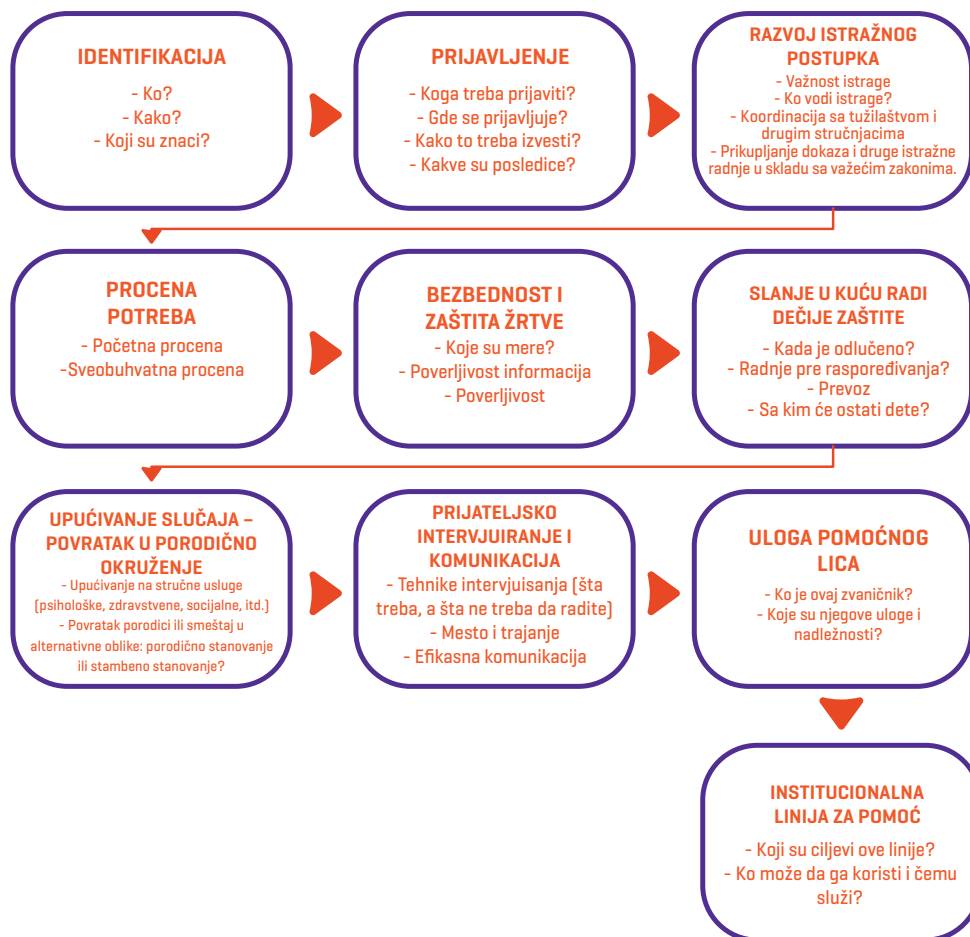 IDENTIFIKACIJA
- Ko?
- Kako?
- Koji su znaci?
PRIJAVLJENJE
- Koga treba prijaviti?
- Gde se prijavljuje?
- Kako to treba izvesti?
- Kakve su posledice?
RAZVOJ ISTRAŽNOG
POSTUPKA
- Važnost istrage
- Ko vodi istrage?
- Koordinacija sa tužilaštvom i
drugim stručnjacima
- Prikupljanje dokaza i druge istražne
radnje u skladu sa važećim zakonima.
PROCENA
POTREBA
- Početna procena
-Sveobuhvatna procena
BEZBEDNOST I
ZAŠTITA ŽRTVE
- Koje su mere?
- Poverljivost informacija
- Poverljivost
SLANJE U KUĆU RADI
DEČIJE ZAŠTITE
- Kada je odlučeno?
- Radnje pre raspoređivanja?
- Prevoz
- Sa kim će ostati dete?
UPUĆIVANJE SLUČAJA –
POVRATAK U PORODIČNO
OKRUŽENJE
- Upućivanje na stručne usluge
(psihološke, zdravstvene, socijalne, itd.)
- Povratak porodici ili smeštaj u
alternativne oblike: porodično stanovanje
ili stambeno stanovanje?
PRIJATELJSKO
INTERVJUIRANJE I
KOMUNIKACIJA
- Tehnike intervjuisanja (šta
treba, a šta ne treba da radite)
- Mesto i trajanje
- Efikasna komunikacija
ULOGA POMOĆNOG
LICA
- Ko je ovaj zvaničnik?
- Koje su njegove uloge i
nadležnosti?
INSTITUCIONALNA
LINIJA ZA POMOĆ
- Koji su ciljevi ove linije?
- Ko može da ga koristi i čemu
služi?